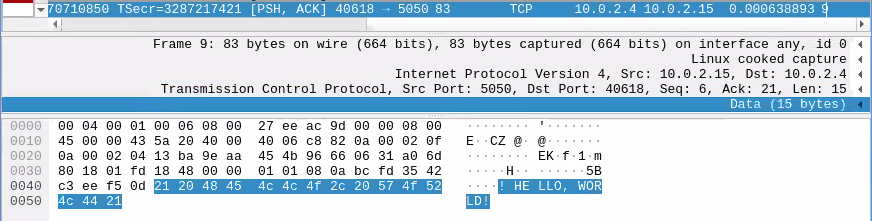 70710850 TSecr=3287217421 [PSH, ACK] 40618 → 5050 83 TCP 10.0.2.4 10.0.2.15 0.000638893 9
Frame 9: 83 bytes on wire (664 bits), 83 bytes captured (664 bits) on interface any, id 0
Linux cooked capture
Internet Protocol Version 4, Src: 10.0.2.15, Dst: 10.0.2.4
Transmission Control Protocol, Src Port: 5050, Dst Port: 40618, Seq: 6, Ack: 21, Len: 15
Data (15 bytes)
0000 00 04 00 01 00 06 08 00 27 ee ac 9d 00 00 08 00 ········ '·······
0010 45 00 00 43 5a 20 40 00 40 06 c8 82 0a 00 02 0f E··CZ @· @·······
0020 0a 00 02 04 13 ba 9e aa 45 4b 96 66 06 31 a0 6d ········ EK·f·1·m
0030 80 18 01 fd 18 48 00 00 01 01 08 0a bc fd 35 42 ·····H·· ······5B
0040 c3 ee f5 0d 21 20 48 45 4c 4c 4f 2c 20 57 4f 52 ····! HE LLO, WOR
0050 4c 44 21 LD!